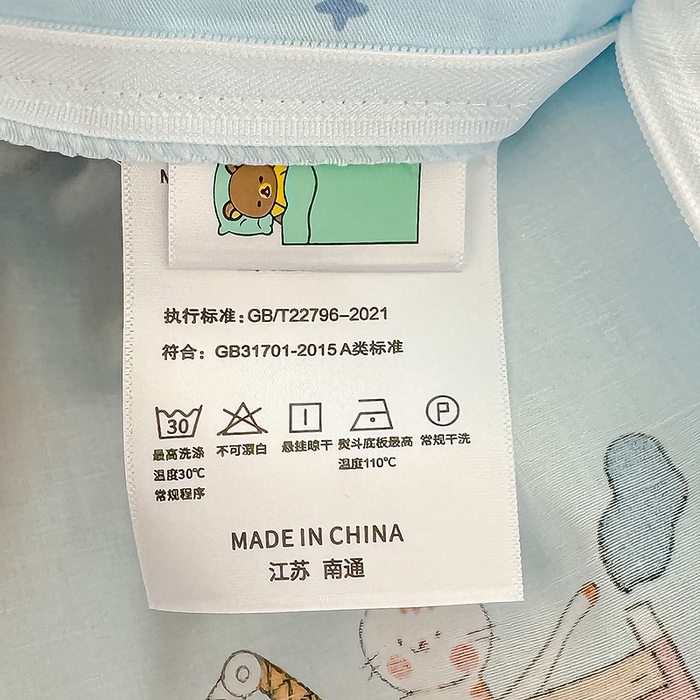 执行标准:GB/T22796-2021
符合: GB31701-2015 A类标准
30
P
最高洗涤
温度30℃
常规程序
不可漂白
悬挂晾干
熨斗底板最高
温度110℃
常规干洗
MADE IN CHINA
江苏 南通